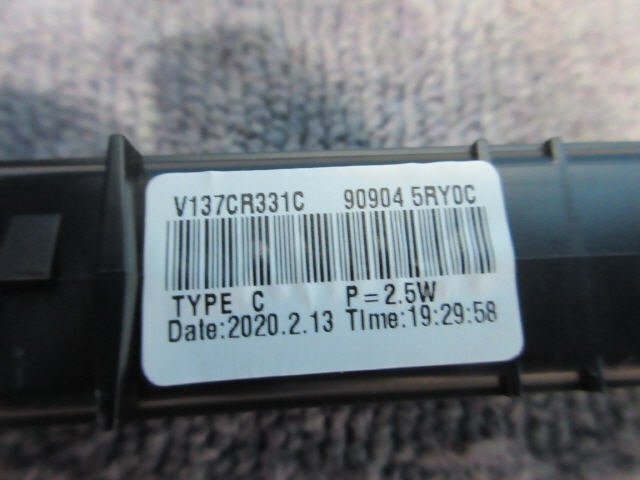 V137CR331C 90904 5RY0C
TYPE C P=2.5W
Date:2020.2.13 TIme:19:29:58